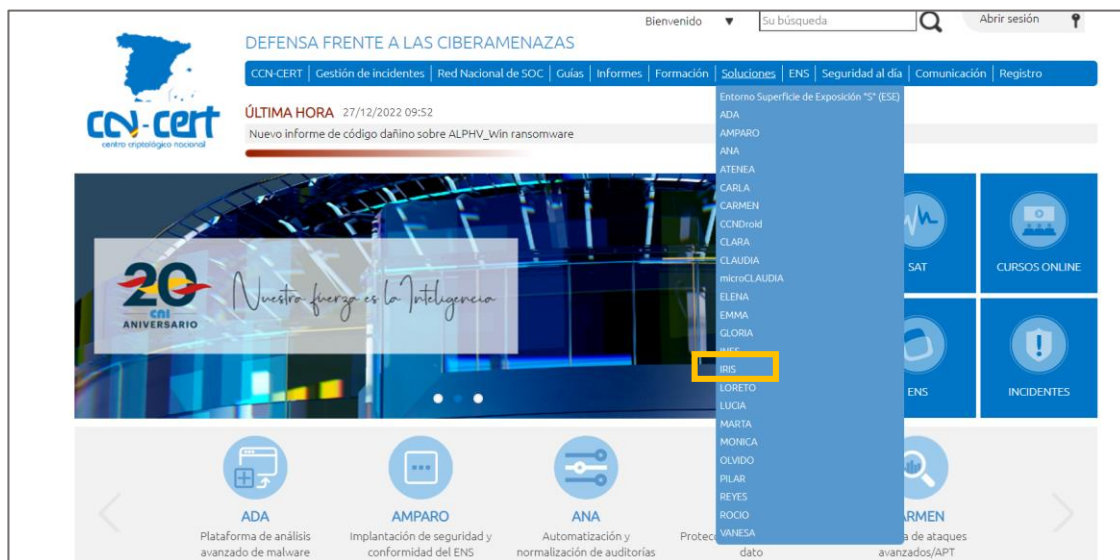 Bienvenido ▼ Su búsqueda Abrir sesión
DEFENSA FRENTE A LAS CIBERAMENAZAS
CCN-CERT | Gestión de incidentes | Red Nacional de SOC | Guías | Informes | Formación | Soluciones | ENS | Seguridad al día | Comunicación | Registro
ccn-cert
centro criptológico nacional
ÚLTIMA HORA 27/12/2022 09:52
Nuevo informe de código dañino sobre ALPHV_Win ransomware
Entorno Superficie de Exposición "S" (ESE)
ADA
AMPARO
ANA
ATENEA
CARLA
CARMEN
CCNDroid
CLARA
CLAUDIA
microCLAUDIA
ELENA
EMMA
GLORIA
INES
IRIS
LORETO
LUCIA
MARTA
MONICA
OLVIDO
PILAR
REYES
ROCIO
VANESA
20
CNI
ANIVERSARIO
Nuestra fuerza es la Inteligencia
SAT
CURSOS ONLINE
ENS
INCIDENTES
ADA
Plataforma de análisis
avanzado de malware
AMPARO
Implantación de seguridad y
conformidad del ENS
ANA
Automatización y
normalización de auditorías
dato
de ataques
avanzados/APT